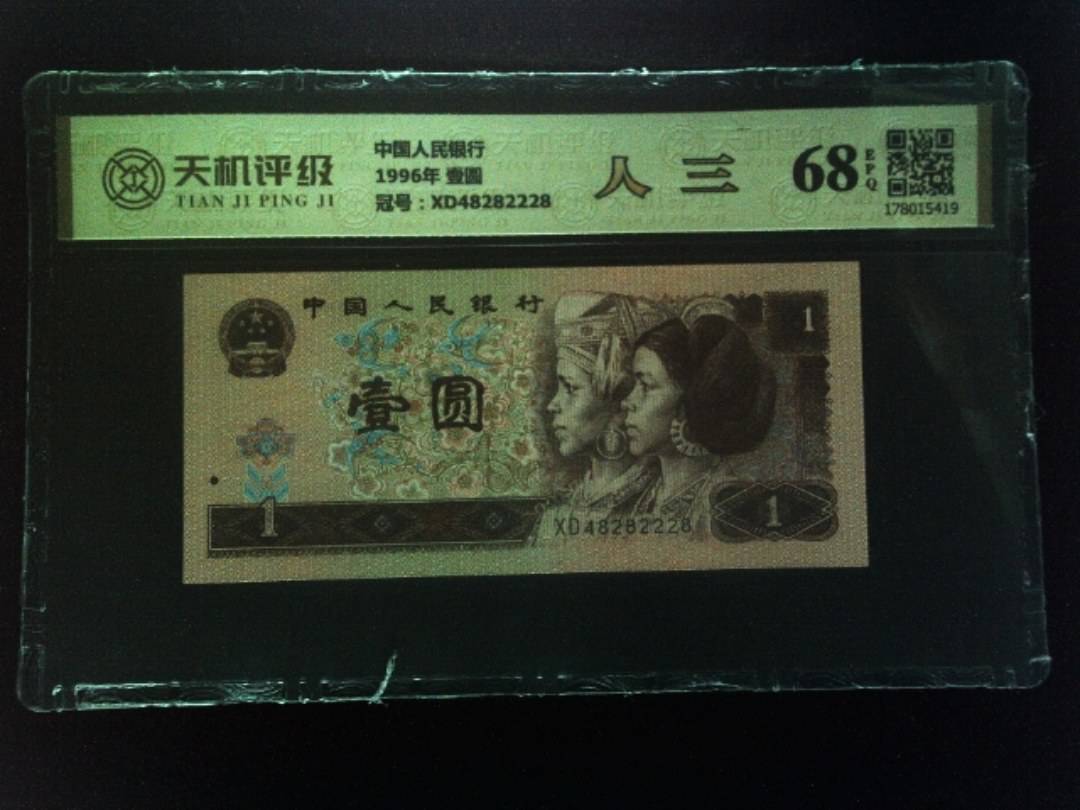 天机评级
TIAN JI PING JI
中国人民银行
1996年 壹圆
冠号：XD48282228
人 三
68
EPQ
178015419
中国人民银行
1
壹圆
1
XD48282228
1